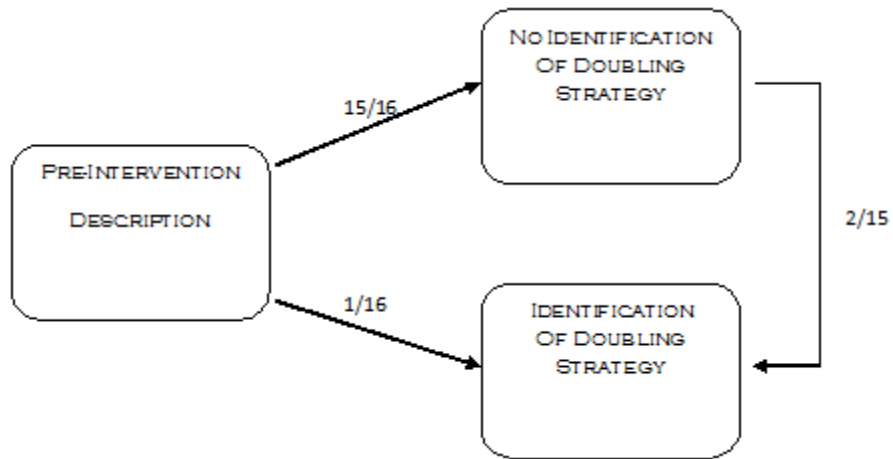 No Identification
Of Doubling
Strategy
15/16
Pre-Intervention
Description
2/15
1/16
Identification
Of Doubling
Strategy